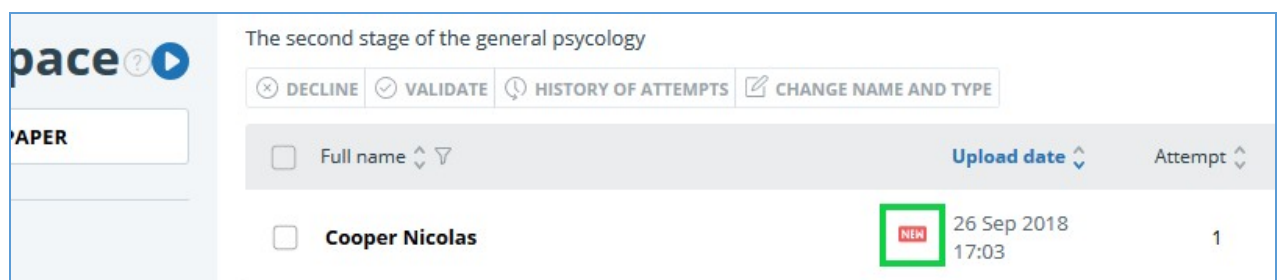 The second stage of the general psycology
pace ?
DECLINE VALIDATE HISTORY OF ATTEMPTS CHANGE NAME AND TYPE
PAPER
Full name Upload date Attempt
Cooper Nicolas NEW 26 Sep 2018 1
17:03